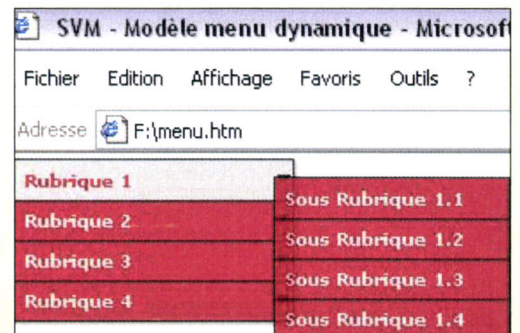 SVM - Modèle menu dynamique - Microsoft
Fichier Edition Affichage Favoris Outils ?
Adresse F:\menu.htm
Rubrique 1
Rubrique 2
Rubrique 3
Rubrique 4
Sous Rubrique 1.1
Sous Rubrique 1.2
Sous Rubrique 1.3
Sous Rubrique 1.4